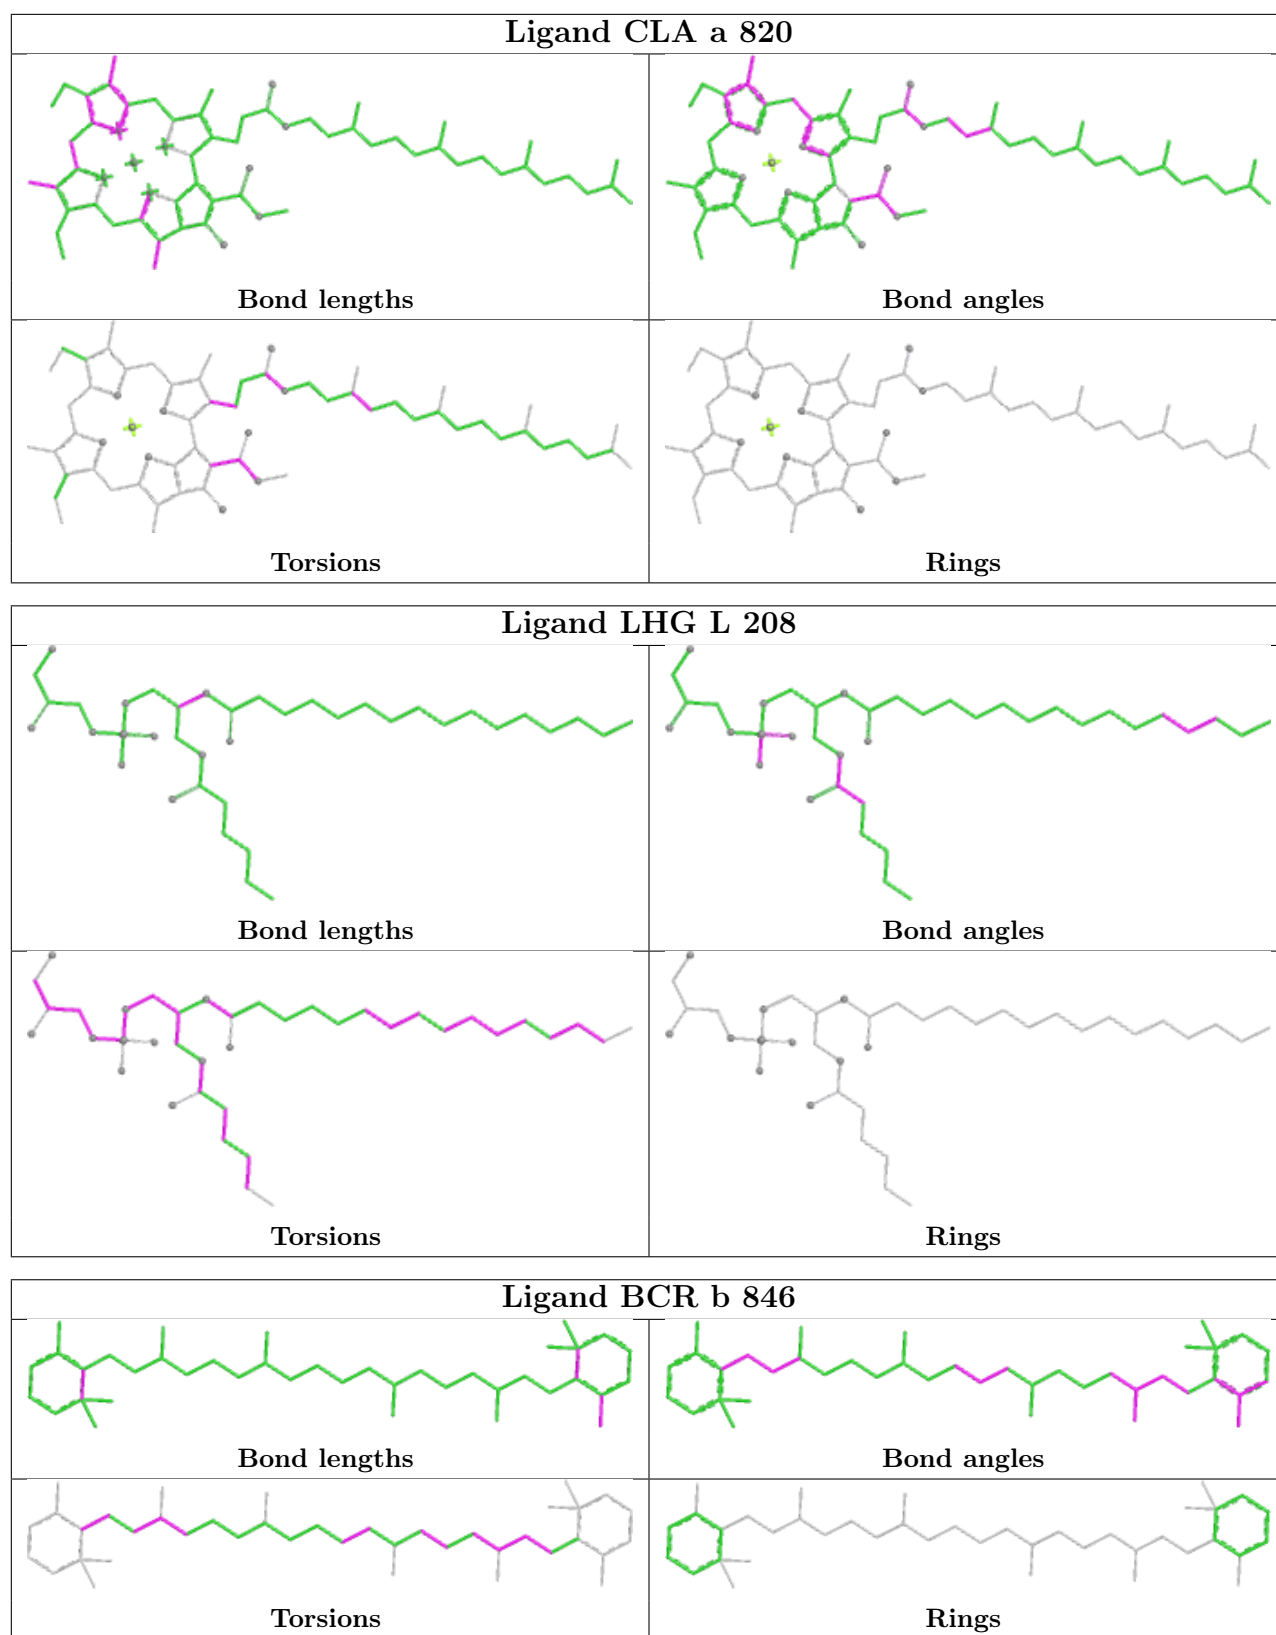 Ligand CLA a 820
Bond lengths
Bond angles
Torsions
Rings
Ligand LHG L 208
Bond lengths
Bond angles
Torsions
Rings
Ligand BCR b 846
Bond lengths
Bond angles
Torsions
Rings